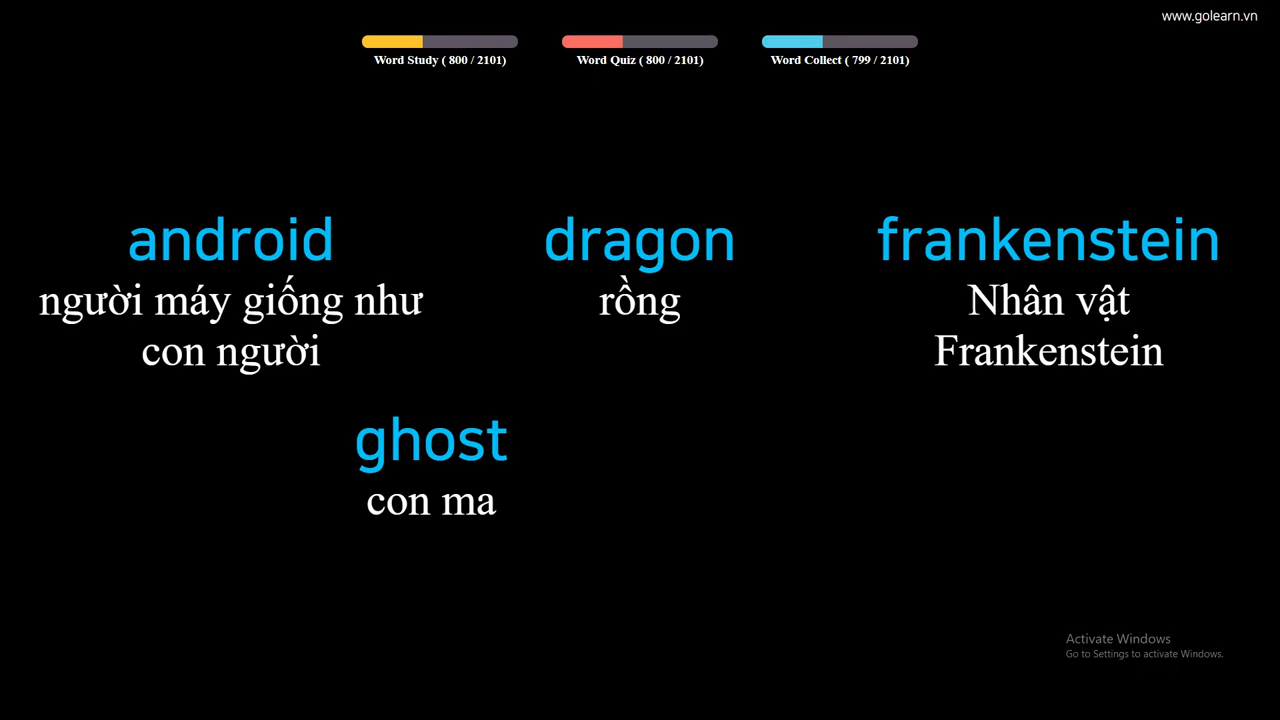 www.golearn.vn
Word Study ( 800 / 2101) Word Quiz ( 800 / 2101) Word Collect ( 799 / 2101)
android dragon frankenstein
người máy giống như rồng Nhân vật
con người Frankenstein
ghost
con ma
Activate Windows
Go to Settings to activate Windows.